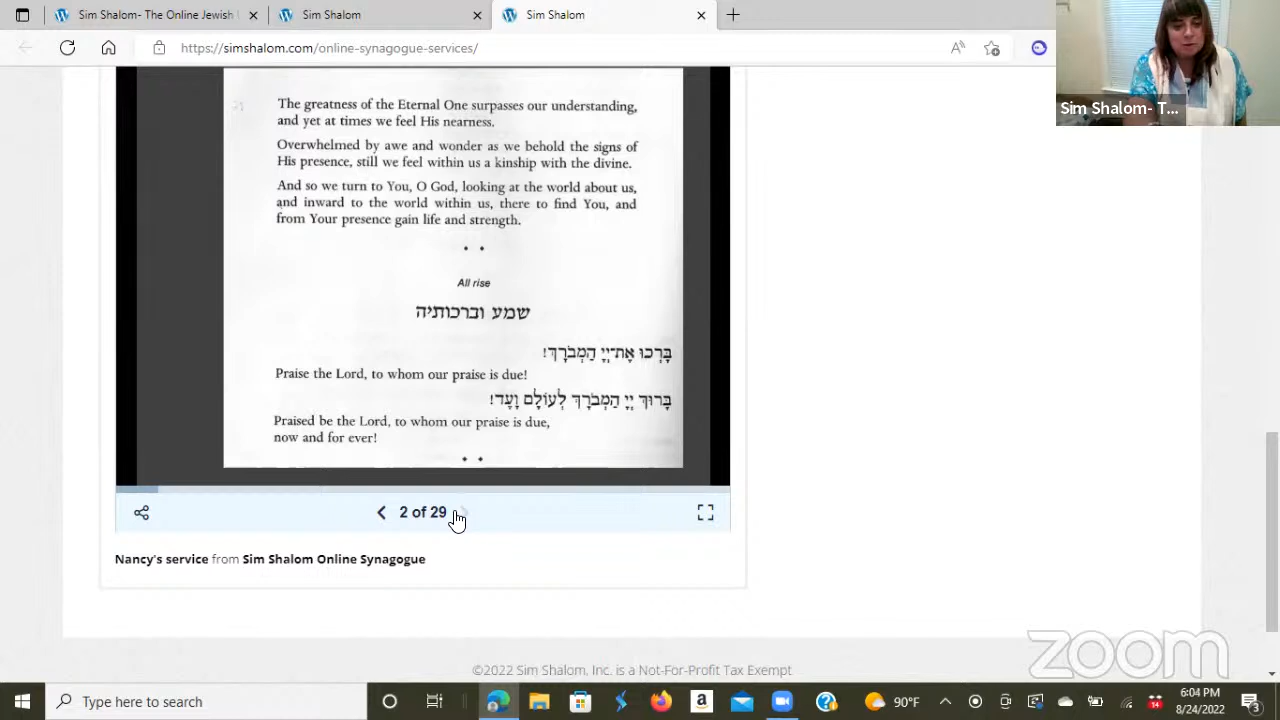 Sim Shalom - The Online Jewish
Sim Shalom
Sim Shalom
https://simshalom.com/online-synagogue-service
Sim Shalom- T...
The greatness of the Eternal One surpasses our understanding,
and yet at times we feel His nearness.
Overwhelmed by awe and wonder as we behold the signs of
His presence, still we feel within us a kinship with the divine.
And so we turn to You, O God, looking at the world about us,
and inward to the world within us, there to find You, and
from Your presence gain life and strength.
All rise
שמע וברכותיה
בָּרְכוּ אֶת־יְיָ הַמְבֹרָךְ!
Praise the Lord, to whom our praise is due!
בָּרוּךְ יְיָ הַמְבֹרָךְ לְעוֹלָם וָעֶד!
Praised be the Lord, to whom our praise is due,
now and for ever!
2 of 29
Nancy's service from Sim Shalom Online Synagogue
zoom
©2022 Sim Shalom, Inc. is a Not-For-Profit Tax Exempt
Type here to search
90°F
14
6:04 PM
8/24/2022
3